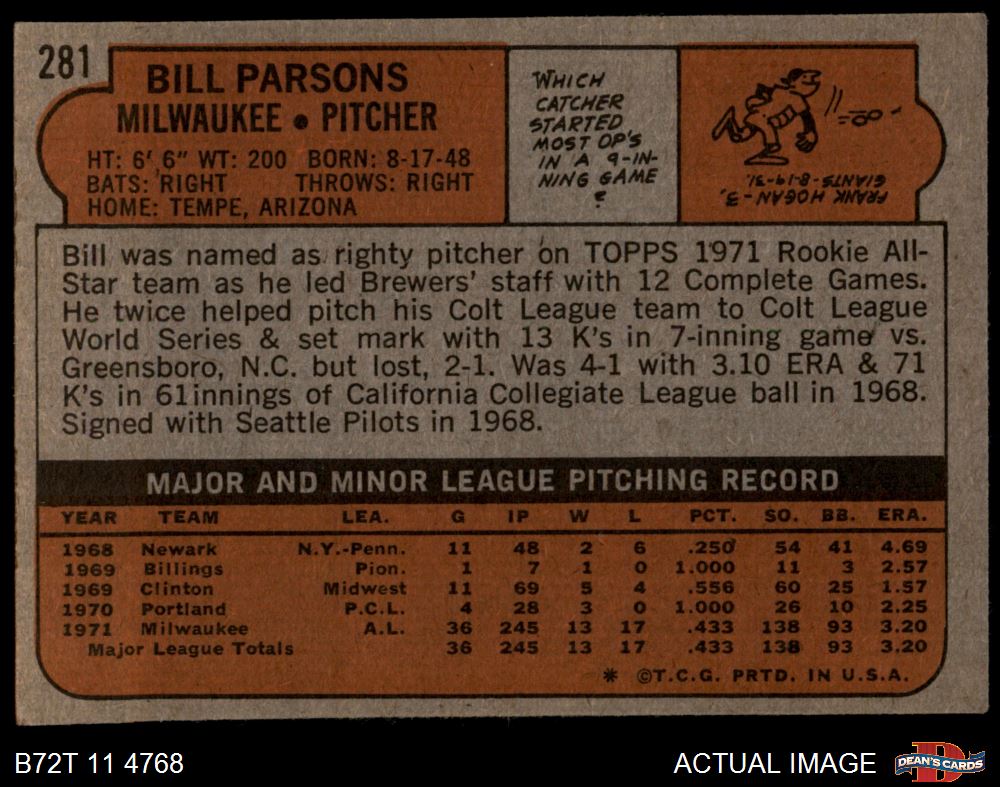 281
BILL PARSONS
MILWAUKEE • PITCHER
HT: 6' 6" WT: 200 BORN: 8-17-48
BATS: RIGHT THROWS: RIGHT
HOME: TEMPE, ARIZONA
WHICH
CATCHER
STARTED
MOST DP'S
IN A 9-IN-
NING GAME
?
FRANK HOGAN - 3,
GIANTS-8-19-31.
Bill was named as righty pitcher on TOPPS 1971 Rookie All-
Star team as he led Brewers' staff with 12 Complete Games.
He twice helped pitch his Colt League team to Colt League
World Series & set mark with 13 K's in 7-inning game vs.
Greensboro, N.C. but lost, 2-1. Was 4-1 with 3.10 ERA & 71
K's in 61innings of California Collegiate League ball in 1968.
Signed with Seattle Pilots in 1968.
MAJOR AND MINOR LEAGUE PITCHING RECORD
YEAR TEAM LEA. G IP W L PCT. SO. BB. ERA.
1968 Newark N.Y.-Penn. 11 48 2 6 .250 54 41 4.69
1969 Billings Pion. 1 7 1 0 1.000 11 3 2.57
1969 Clinton Midwest 11 69 5 4 .556 60 25 1.57
1970 Portland P.C.L. 4 28 3 0 1.000 26 10 2.25
1971 Milwaukee A.L. 36 245 13 17 .433 138 93 3.20
Major League Totals 36 245 13 17 .433 138 93 3.20
* ©T.C.G. PRTD. IN U.S.A.
B72T 11 4768
ACTUAL IMAGE
DEAN'S CARDS